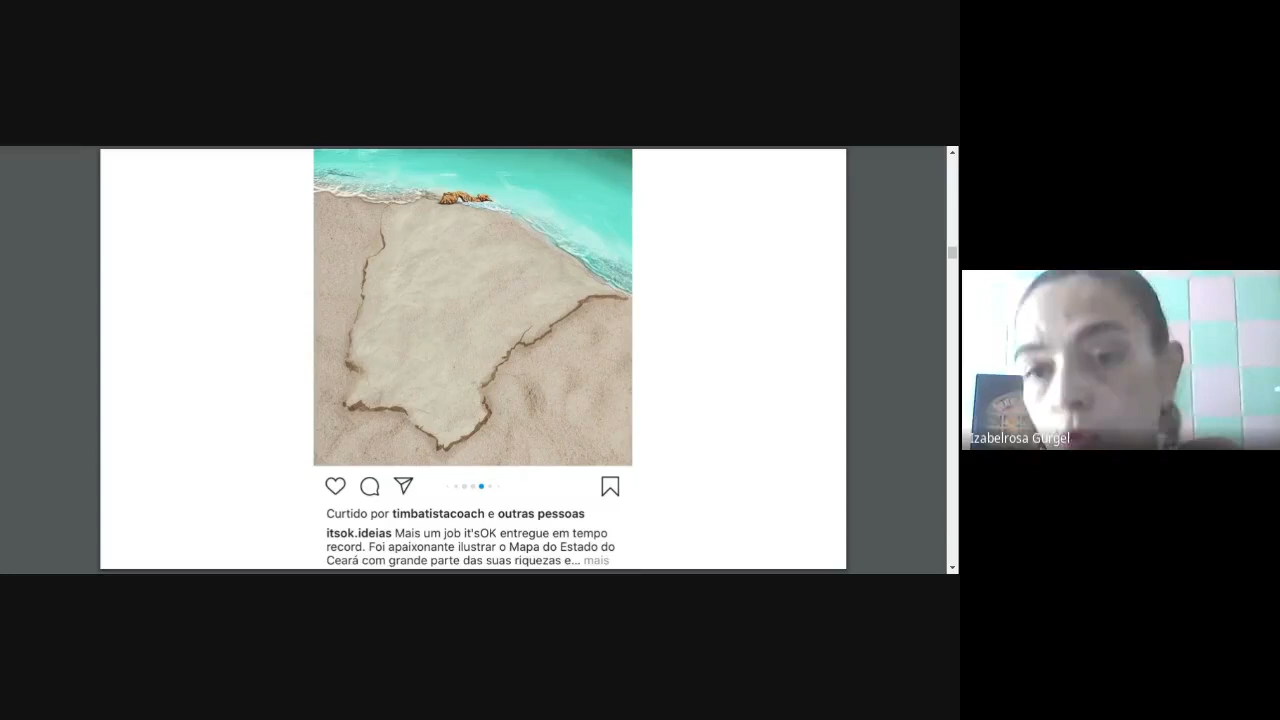 Curtido por timbatistacoach e outras pessoas
itsok.ideias Mais um job it'sOK entregue em tempo
record. Foi apaixonante ilustrar o Mapa do Estado do
Ceará com grande parte das suas riquezas e... mais
Izabelrosa Gurgel